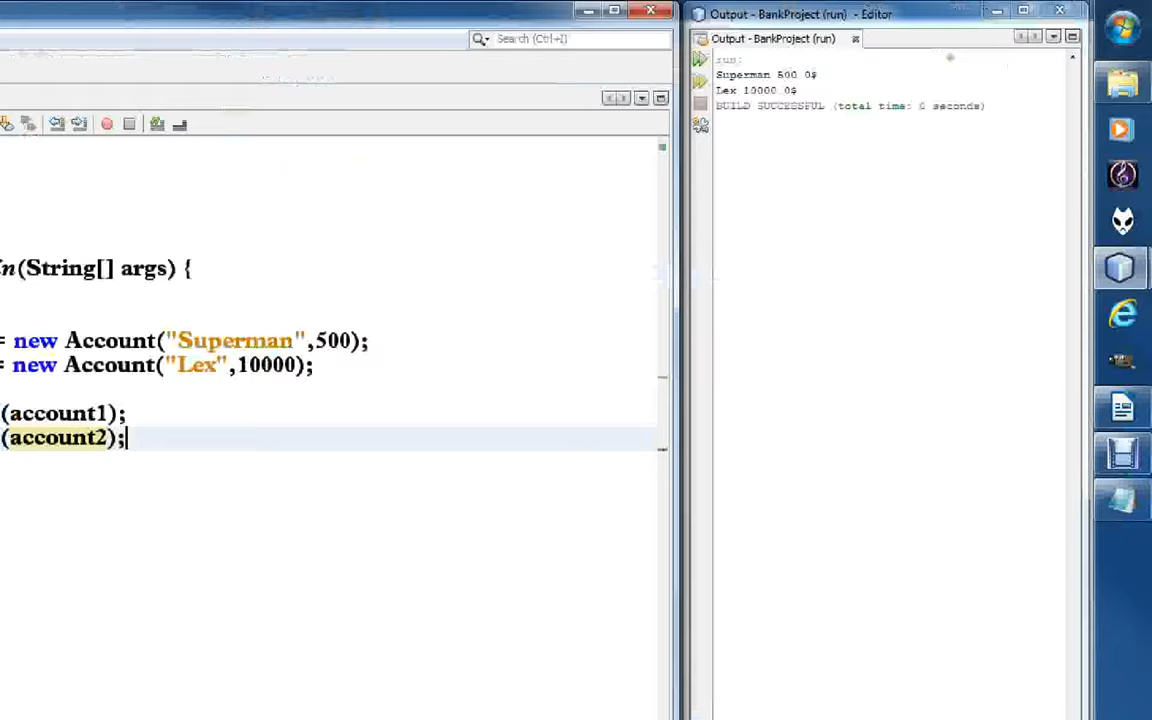 Output - BankProject (run) - Editor
Search (Ctrl+I)
Output - BankProject (run)
run:
Superman 500.0$
Lex 10000.0$
BUILD SUCCESSFUL (total time: 0 seconds)
in(String[] args) {
= new Account("Superman",500);
= new Account("Lex",10000);
(account1);
(account2);